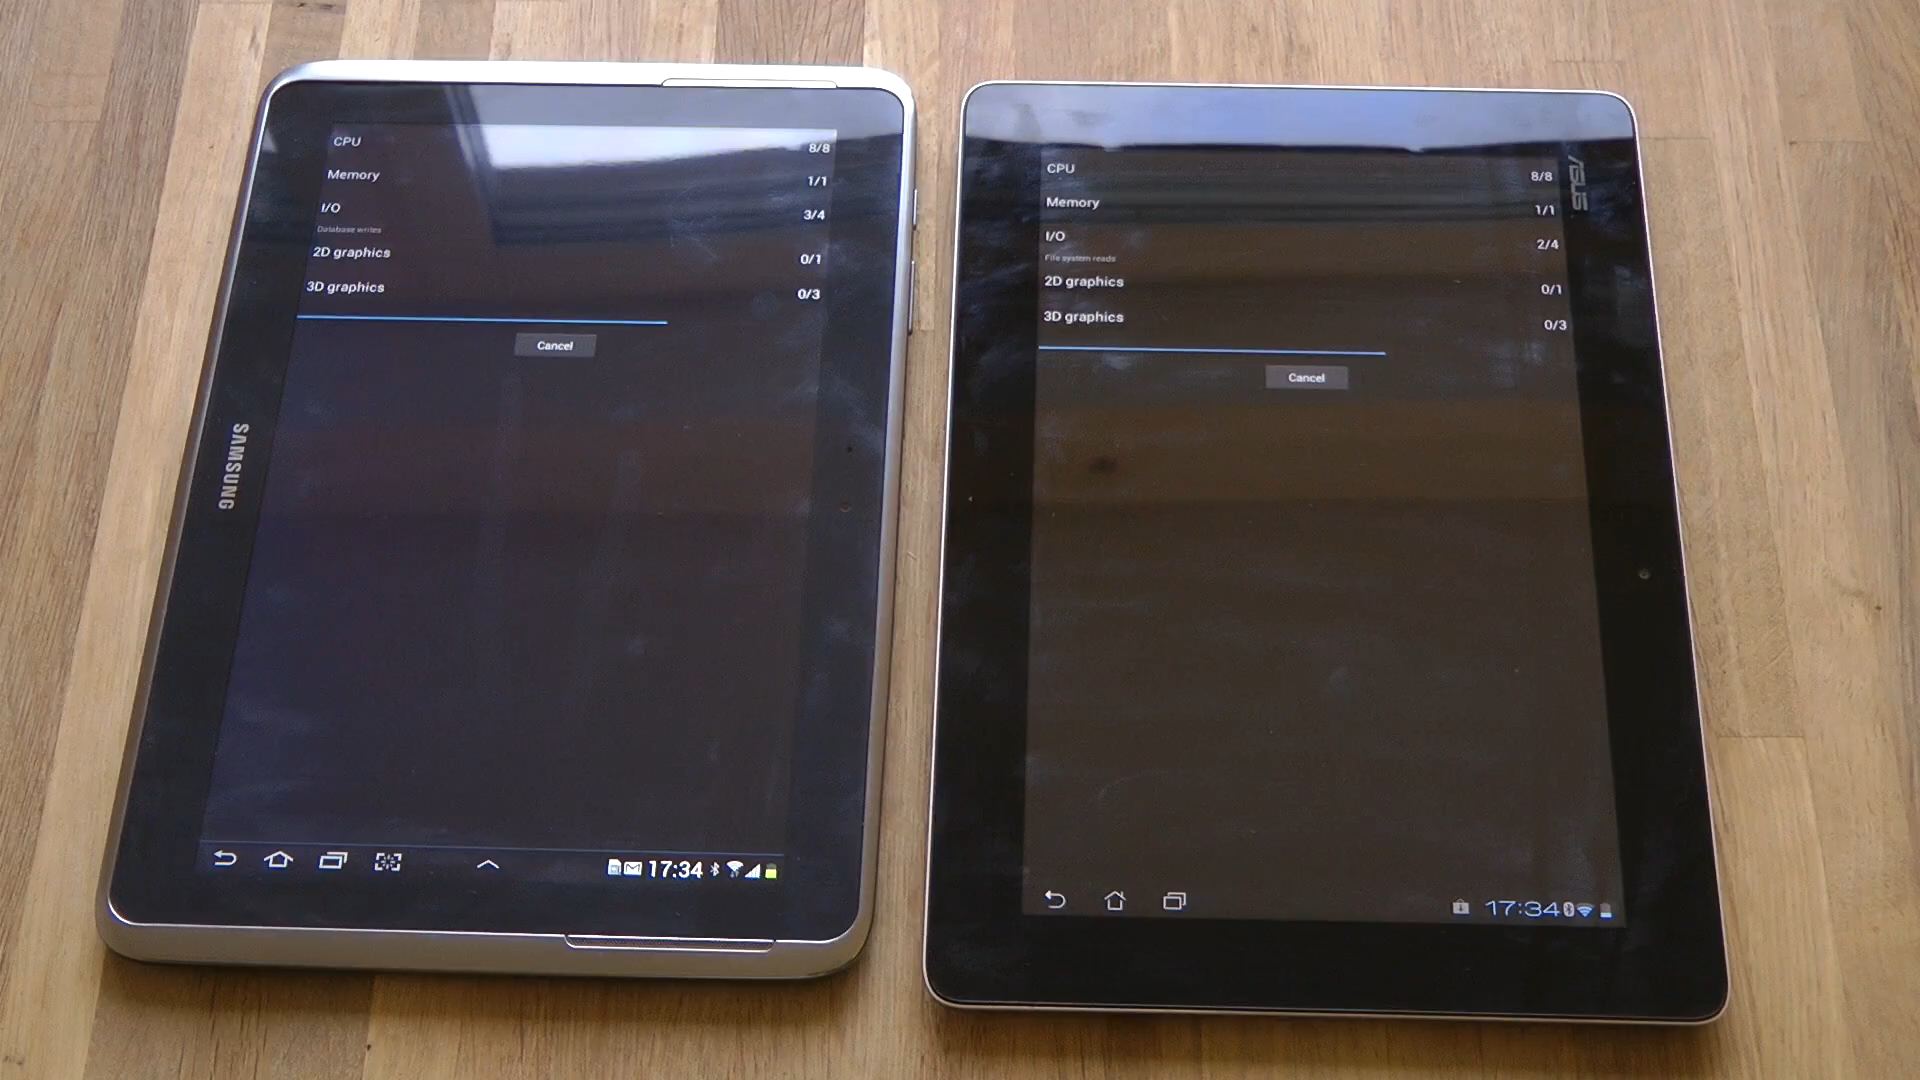 CPU 8/8
Memory 1/1
I/O 3/4
Database writes
2D graphics 0/1
3D graphics 0/3
Cancel
SAMSUNG
17:34
CPU 8/8
Memory 1/1
I/O 2/4
File system reads
2D graphics 0/1
3D graphics 0/3
Cancel
ASUS
17:34